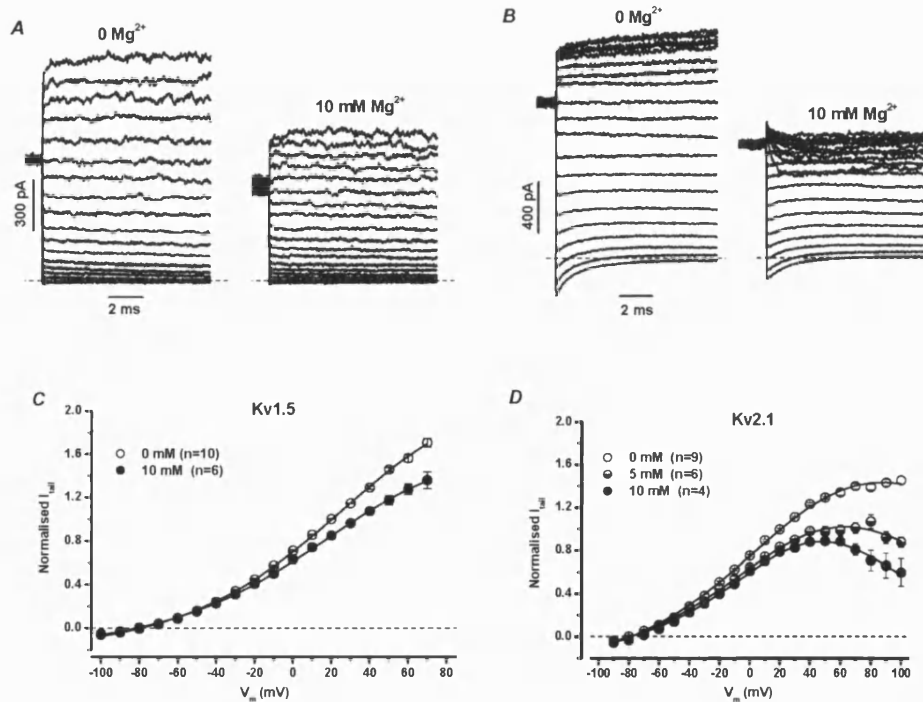 A
0 Mg²⁺
10 mM Mg²⁺
300 pA
2 ms
B
0 Mg²⁺
10 mM Mg²⁺
400 pA
2 ms
C
Kv1.5
0 mM (n=10)
10 mM (n=6)
Normalised I_tail
2.0
1.6
1.2
0.8
0.4
0.0
-100 -80 -60 -40 -20 0 20 40 60 80
V_m (mV)
D
Kv2.1
0 mM (n=9)
5 mM (n=6)
10 mM (n=4)
Normalised I_tail
2.0
1.6
1.2
0.8
0.4
0.0
-100 -80 -60 -40 -20 0 20 40 60 80 100
V_m (mV)